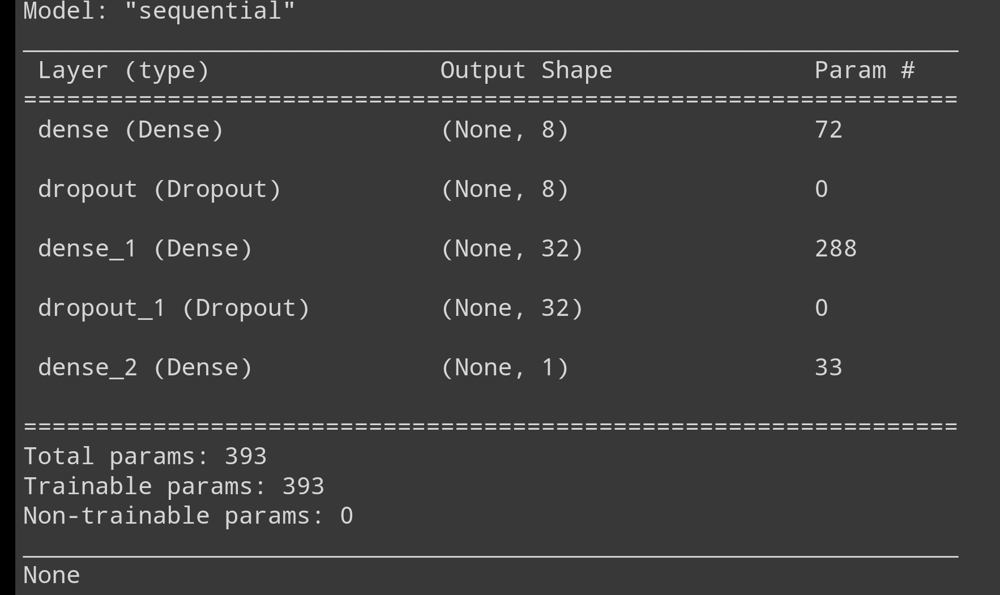 Model: "sequential"
Layer (type) Output Shape Param #
=================================================================
dense (Dense) (None, 8) 72
dropout (Dropout) (None, 8) 0
dense_1 (Dense) (None, 32) 288
dropout_1 (Dropout) (None, 32) 0
dense_2 (Dense) (None, 1) 33
=================================================================
Total params: 393
Trainable params: 393
Non-trainable params: 0
None